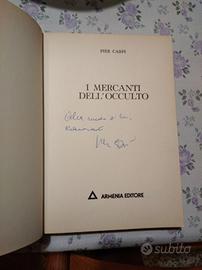 PIER CARPI
I MERCANTI
DELL'OCCULTO
ARMENIA EDITORE
subito